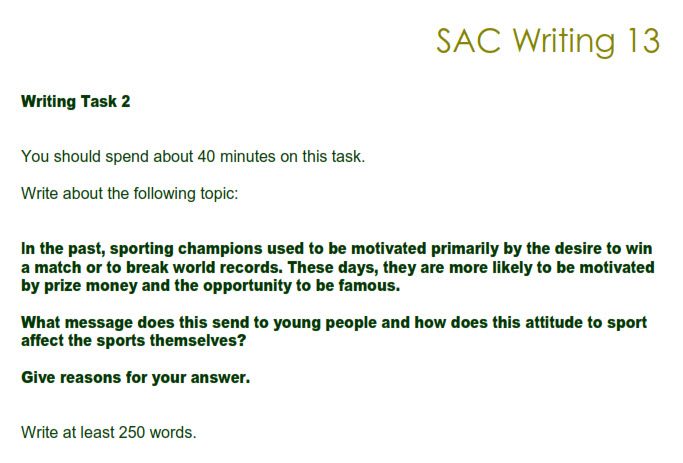 SAC Writing 13
Writing Task 2
You should spend about 40 minutes on this task.
Write about the following topic:
In the past, sporting champions used to be motivated primarily by the desire to win
a match or to break world records. These days, they are more likely to be motivated
by prize money and the opportunity to be famous.
What message does this send to young people and how does this attitude to sport
affect the sports themselves?
Give reasons for your answer.
Write at least 250 words.